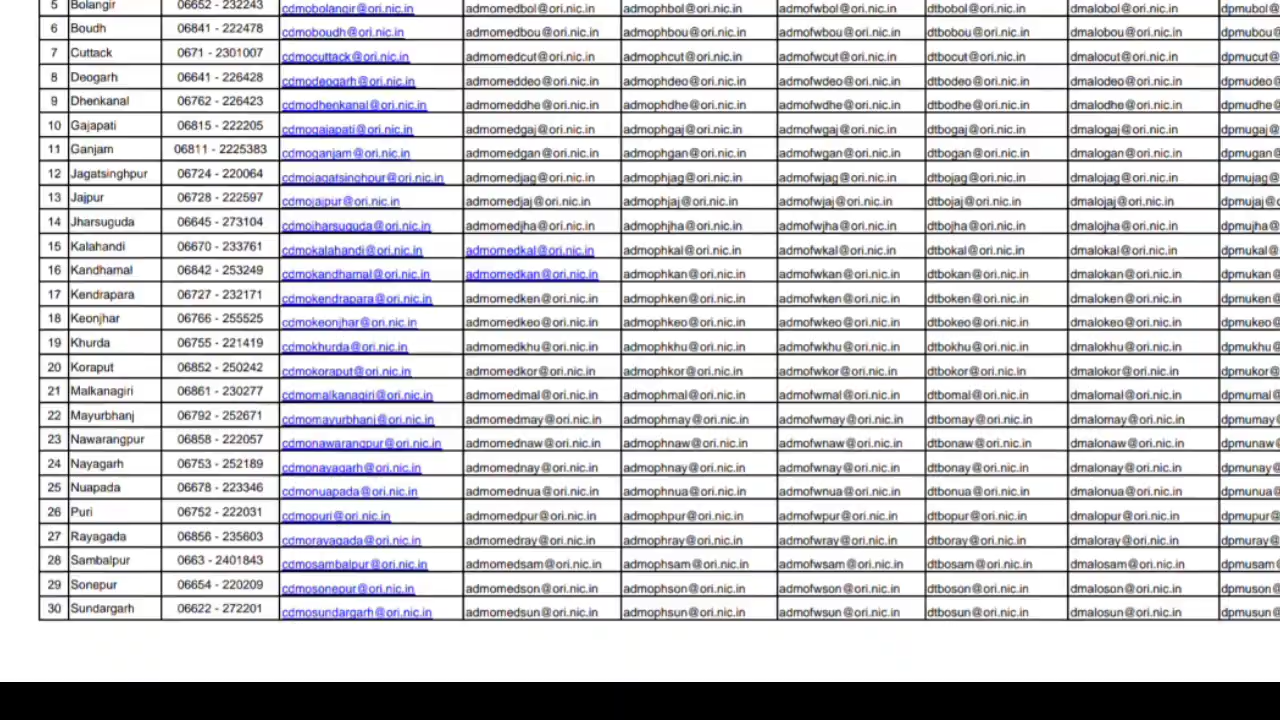 5 Bolangir 06652 - 232243 cdmobolangir@ori.nic.in admomedbol@ori.nic.in admophbol@ori.nic.in admofwbol@ori.nic.in dtbobol@ori.nic.in dmalobol@ori.nic.in dpmubol@
6 Boudh 06841 - 222478 cdmoboudh@ori.nic.in admomedbou@ori.nic.in admophbou@ori.nic.in admofwbou@ori.nic.in dtbobou@ori.nic.in dmalobou@ori.nic.in dpmubou@
7 Cuttack 0671 - 2301007 cdmocuttack@ori.nic.in admomedcut@ori.nic.in admophcut@ori.nic.in admofwcut@ori.nic.in dtbocut@ori.nic.in dmalocut@ori.nic.in dpmucut@
8 Deogarh 06641 - 226428 cdmodeogarh@ori.nic.in admomeddeo@ori.nic.in admophdeo@ori.nic.in admofwdeo@ori.nic.in dtbodeo@ori.nic.in dmalodeo@ori.nic.in dpmudeo@
9 Dhenkanal 06762 - 226423 cdmodhenkanal@ori.nic.in admomeddhe@ori.nic.in admophdhe@ori.nic.in admofwdhe@ori.nic.in dtbodhe@ori.nic.in dmalodhe@ori.nic.in dpmudhe@
10 Gajapati 06815 - 222205 cdmogajapati@ori.nic.in admomedgaj@ori.nic.in admophgaj@ori.nic.in admofwgaj@ori.nic.in dtbogaj@ori.nic.in dmalogaj@ori.nic.in dpmugaj@
11 Ganjam 06811 - 2225383 cdmoganjam@ori.nic.in admomedgan@ori.nic.in admophgan@ori.nic.in admofwgan@ori.nic.in dtbogan@ori.nic.in dmalogan@ori.nic.in dpmugan@
12 Jagatsinghpur 06724 - 220064 cdmojagatsinghpur@ori.nic.in admomedjag@ori.nic.in admophjag@ori.nic.in admofwjag@ori.nic.in dtbojag@ori.nic.in dmalojag@ori.nic.in dpmujag@
13 Jajpur 06728 - 222597 cdmojajpur@ori.nic.in admomedjaj@ori.nic.in admophjaj@ori.nic.in admofwjaj@ori.nic.in dtbojaj@ori.nic.in dmalojaj@ori.nic.in dpmujaj@
14 Jharsuguda 06645 - 273104 cdmojharsuguda@ori.nic.in admomedjha@ori.nic.in admophjha@ori.nic.in admofwjha@ori.nic.in dtbojha@ori.nic.in dmalojha@ori.nic.in dpmujha@
15 Kalahandi 06670 - 233761 cdmokalahandi@ori.nic.in admomedkal@ori.nic.in admophkal@ori.nic.in admofwkal@ori.nic.in dtbokal@ori.nic.in dmalokal@ori.nic.in dpmukal@
16 Kandhamal 06842 - 253249 cdmokandhamal@ori.nic.in admomedkan@ori.nic.in admophkan@ori.nic.in admofwkan@ori.nic.in dtbokan@ori.nic.in dmalokan@ori.nic.in dpmukan@
17 Kendrapara 06727 - 232171 cdmokendrapara@ori.nic.in admomedken@ori.nic.in admophken@ori.nic.in admofwken@ori.nic.in dtboken@ori.nic.in dmaloken@ori.nic.in dpmuken@
18 Keonjhar 06766 - 255525 cdmokeonjhar@ori.nic.in admomedkeo@ori.nic.in admophkeo@ori.nic.in admofwkeo@ori.nic.in dtbokeo@ori.nic.in dmalokeo@ori.nic.in dpmukeo@
19 Khurda 06755 - 221419 cdmokhurda@ori.nic.in admomedkhu@ori.nic.in admophkhu@ori.nic.in admofwkhu@ori.nic.in dtbokhu@ori.nic.in dmalokhu@ori.nic.in dpmukhu@
20 Koraput 06852 - 250242 cdmokoraput@ori.nic.in admomedkor@ori.nic.in admophkor@ori.nic.in admofwkor@ori.nic.in dtbokor@ori.nic.in dmalokor@ori.nic.in dpmukor@
21 Malkanagiri 06861 - 230277 cdmomalkanagiri@ori.nic.in admomedmal@ori.nic.in admophmal@ori.nic.in admofwmal@ori.nic.in dtbomal@ori.nic.in dmalomal@ori.nic.in dpmumal@
22 Mayurbhanj 06792 - 252671 cdmomayurbhanj@ori.nic.in admomedmay@ori.nic.in admophmay@ori.nic.in admofwmay@ori.nic.in dtbomay@ori.nic.in dmalomay@ori.nic.in dpmumay@
23 Nawarangpur 06858 - 222057 cdmonawarangpur@ori.nic.in admomednaw@ori.nic.in admophnaw@ori.nic.in admofwnaw@ori.nic.in dtbonaw@ori.nic.in dmalonaw@ori.nic.in dpmunaw@
24 Nayagarh 06753 - 252189 cdmonayagarh@ori.nic.in admomednay@ori.nic.in admophnay@ori.nic.in admofwnay@ori.nic.in dtbonay@ori.nic.in dmalonay@ori.nic.in dpmunay@
25 Nuapada 06678 - 223346 cdmonuapada@ori.nic.in admomednua@ori.nic.in admophnua@ori.nic.in admofwnua@ori.nic.in dtbonua@ori.nic.in dmalonua@ori.nic.in dpmunua@
26 Puri 06752 - 222031 cdmopuri@ori.nic.in admomedpur@ori.nic.in admophpur@ori.nic.in admofwpur@ori.nic.in dtbopur@ori.nic.in dmalopur@ori.nic.in dpmupur@
27 Rayagada 06856 - 235603 cdmorayagada@ori.nic.in admomedray@ori.nic.in admophray@ori.nic.in admofwray@ori.nic.in dtboray@ori.nic.in dmaloray@ori.nic.in dpmuray@
28 Sambalpur 0663 - 2401843 cdmosambalpur@ori.nic.in admomedsam@ori.nic.in admophsam@ori.nic.in admofwsam@ori.nic.in dtbosam@ori.nic.in dmalosam@ori.nic.in dpmusam@
29 Sonepur 06654 - 220209 cdmosonepur@ori.nic.in admomedson@ori.nic.in admophson@ori.nic.in admofwson@ori.nic.in dtboson@ori.nic.in dmaloson@ori.nic.in dpmuson@
30 Sundargarh 06622 - 272201 cdmosundargarh@ori.nic.in admomedsun@ori.nic.in admophsun@ori.nic.in admofwsun@ori.nic.in dtbosun@ori.nic.in dmalosun@ori.nic.in dpmusun@